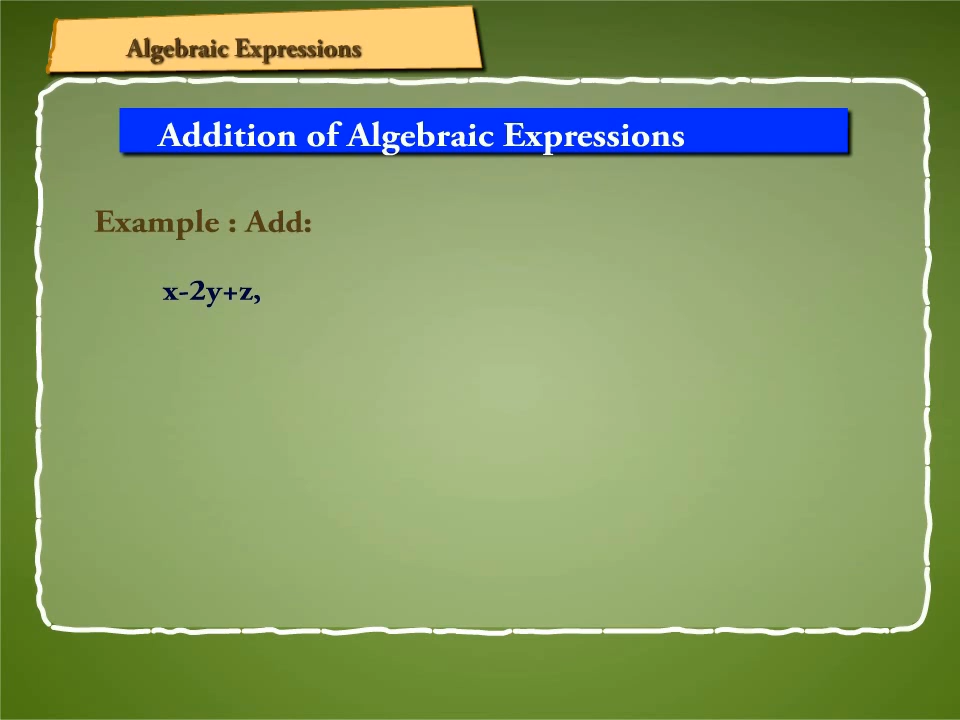 Algebraic Expressions
Addition of Algebraic Expressions
Example : Add:
x-2y+z,